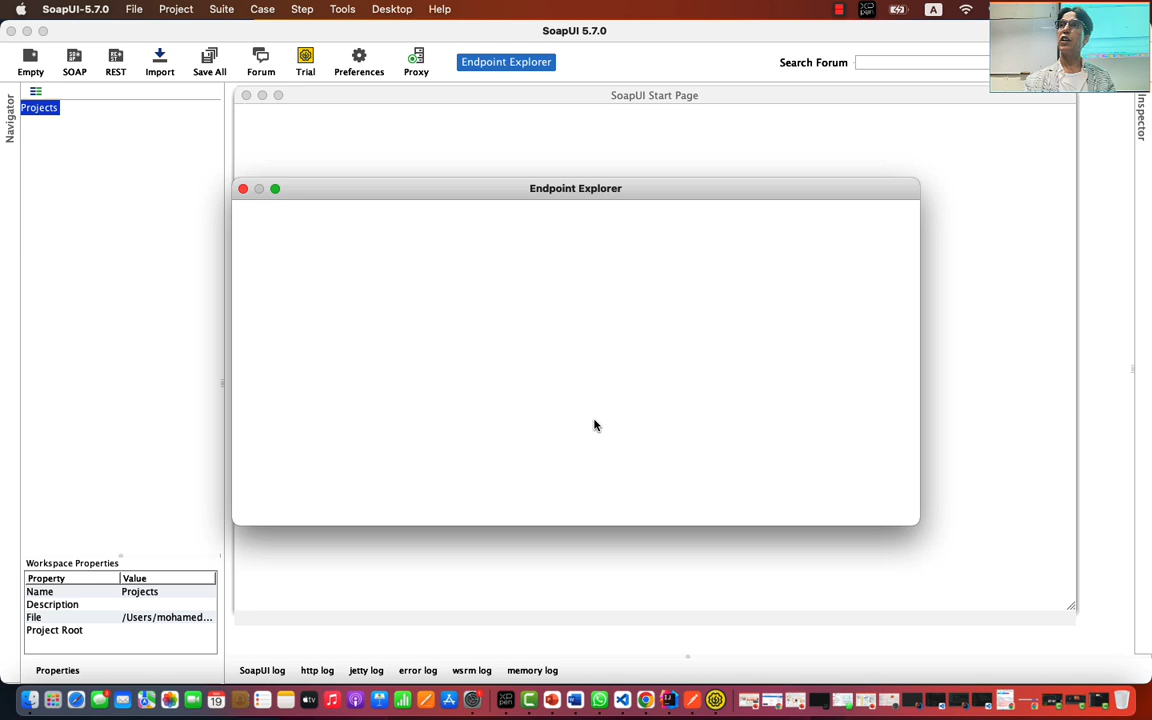 SoapUI-5.7.0 File Project Suite Case Step Tools Desktop Help A
SoapUI 5.7.0
Empty SOAP REST Import Save All Forum Trial Preferences Proxy Endpoint Explorer Search Forum
Navigator
Projects
SoapUI Start Page
Inspector
Endpoint Explorer
Workspace Properties
Property Value
Name Projects
Description
File /Users/mohamed...
Project Root
Properties
SoapUI log http log jetty log error log wsrm log memory log
19